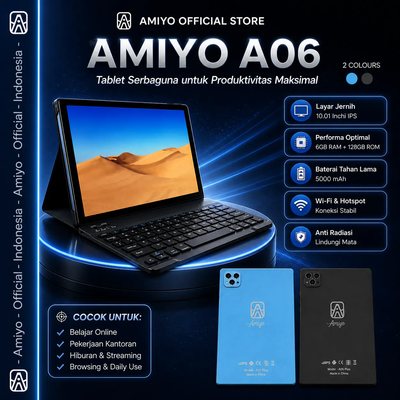 AMIYO OFFICIAL STORE
AMIYO A06
Tablet Serbaguna untuk Produktivitas Maksimal
2 COLOURS
- Amiyo - Official - Indonesia - Amiyo - Official - Indonesia -
Layar Jernih
10.01 Inchi IPS
Performa Optimal
6GB RAM + 128GB ROM
Baterai Tahan Lama
5000 mAh
Wi-Fi & Hotspot
Koneksi Stabil
Anti Radiasi
Lindungi Mata
COCOK UNTUK:
Belajar Online
Pekerjaan Kantoran
Hiburan & Streaming
Browsing & Daily Use
Amiyo
Amiyo